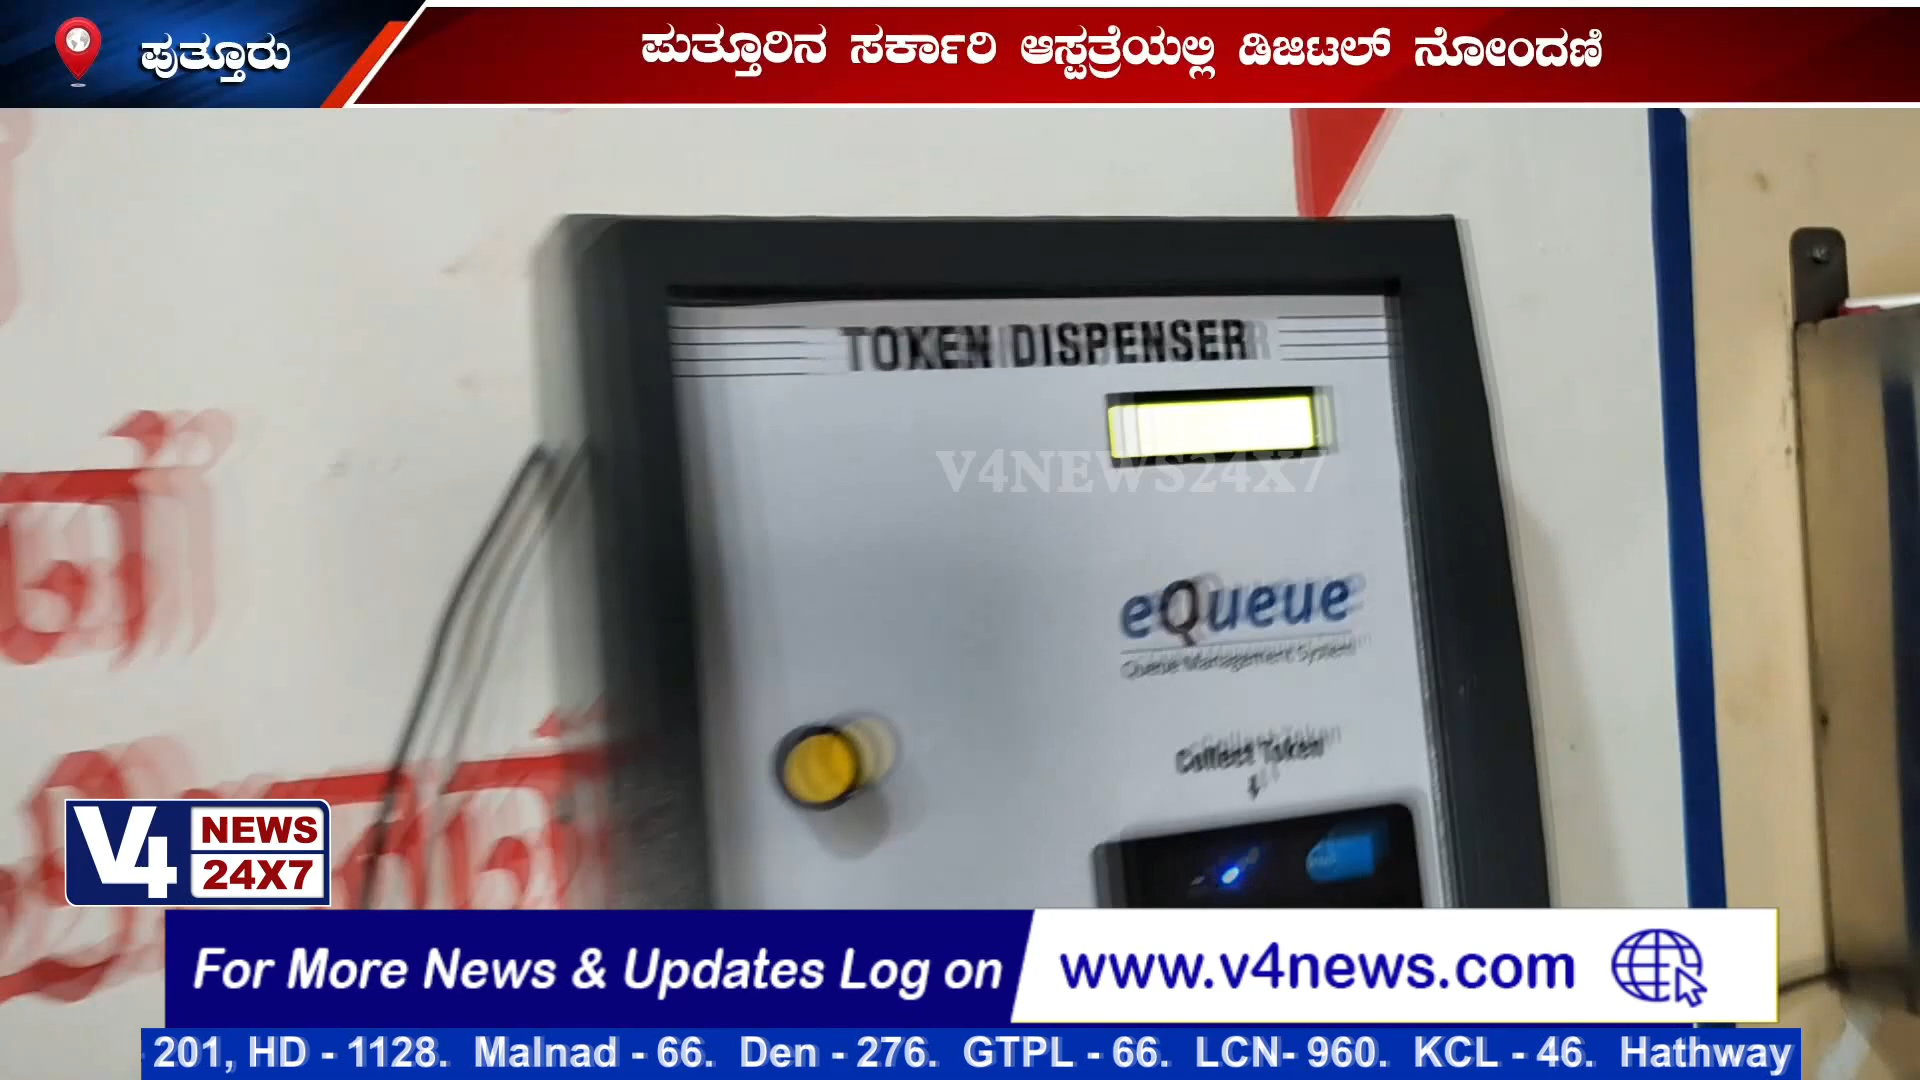 ಪುತ್ತೂರು
ಪುತ್ತೂರಿನ ಸರ್ಕಾರಿ ಆಸ್ಪತ್ರೆಯಲ್ಲಿ ಡಿಜಿಟಲ್ ನೋಂದಣಿ
TOKEN DISPENSER
V4NEWS24X7
eQueue
Queue Management System
Collect Token
V4 NEWS
24X7
For More News & Updates Log on www.v4news.com
201, HD - 1128. Malnad - 66. Den - 276. GTPL - 66. LCN- 960. KCL - 46. Hathway